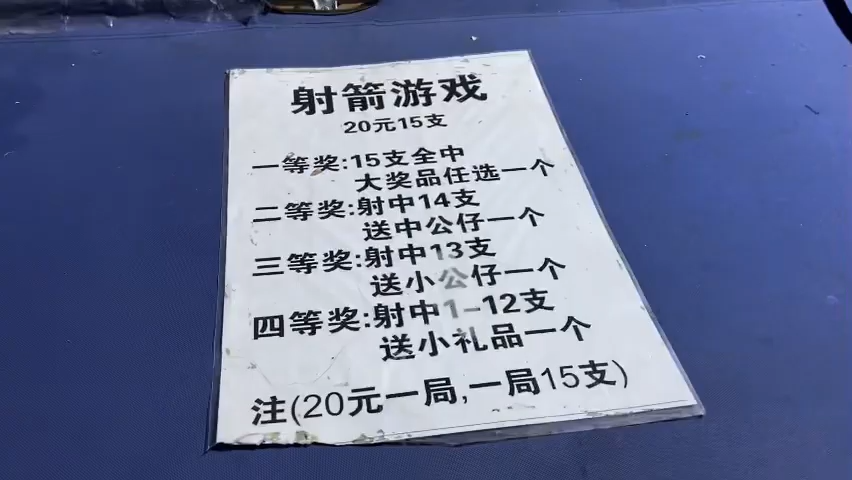 射箭游戏
20元15支
一等奖:15支全中
大奖品任选一个
二等奖:射中14支
送中公仔一个
三等奖:射中13支
送小公仔一个
四等奖:射中1-12支
送小礼品一个
注(20元一局,一局15支)